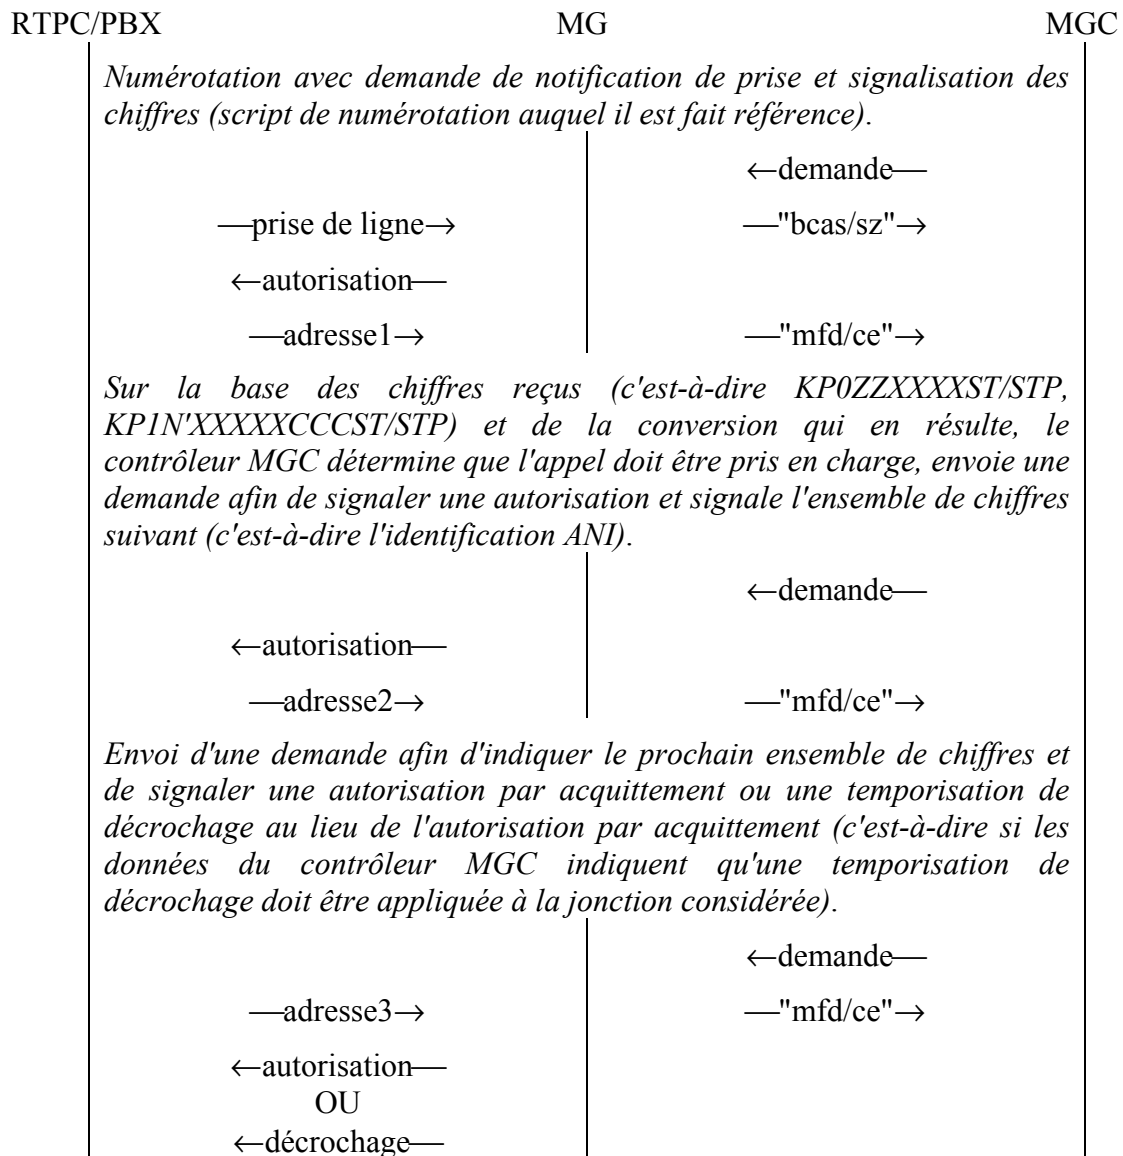 RTPC/PBX MG MGC
Numérotation avec demande de notification de prise et signalisation des
chiffres (script de numérotation auquel il est fait référence).
←demande—
—prise de ligne→ —"bcas/sz"→
←autorisation—
—adresse1→ —"mfd/ce"→
Sur la base des chiffres reçus (c'est-à-dire KP0ZZXXXXST/STP,
KP1N'XXXXXCCCST/STP) et de la conversion qui en résulte, le
contrôleur MGC détermine que l'appel doit être pris en charge, envoie une
demande afin de signaler une autorisation et signale l'ensemble de chiffres
suivant (c'est-à-dire l'identification ANI).
←demande—
←autorisation—
—adresse2→ —"mfd/ce"→
Envoi d'une demande afin d'indiquer le prochain ensemble de chiffres et
de signaler une autorisation par acquittement ou une temporisation de
décrochage au lieu de l'autorisation par acquittement (c'est-à-dire si les
données du contrôleur MGC indiquent qu'une temporisation de
décrochage doit être appliquée à la jonction considérée).
←demande—
—adresse3→ —"mfd/ce"→
←autorisation—
OU
←décrochage—